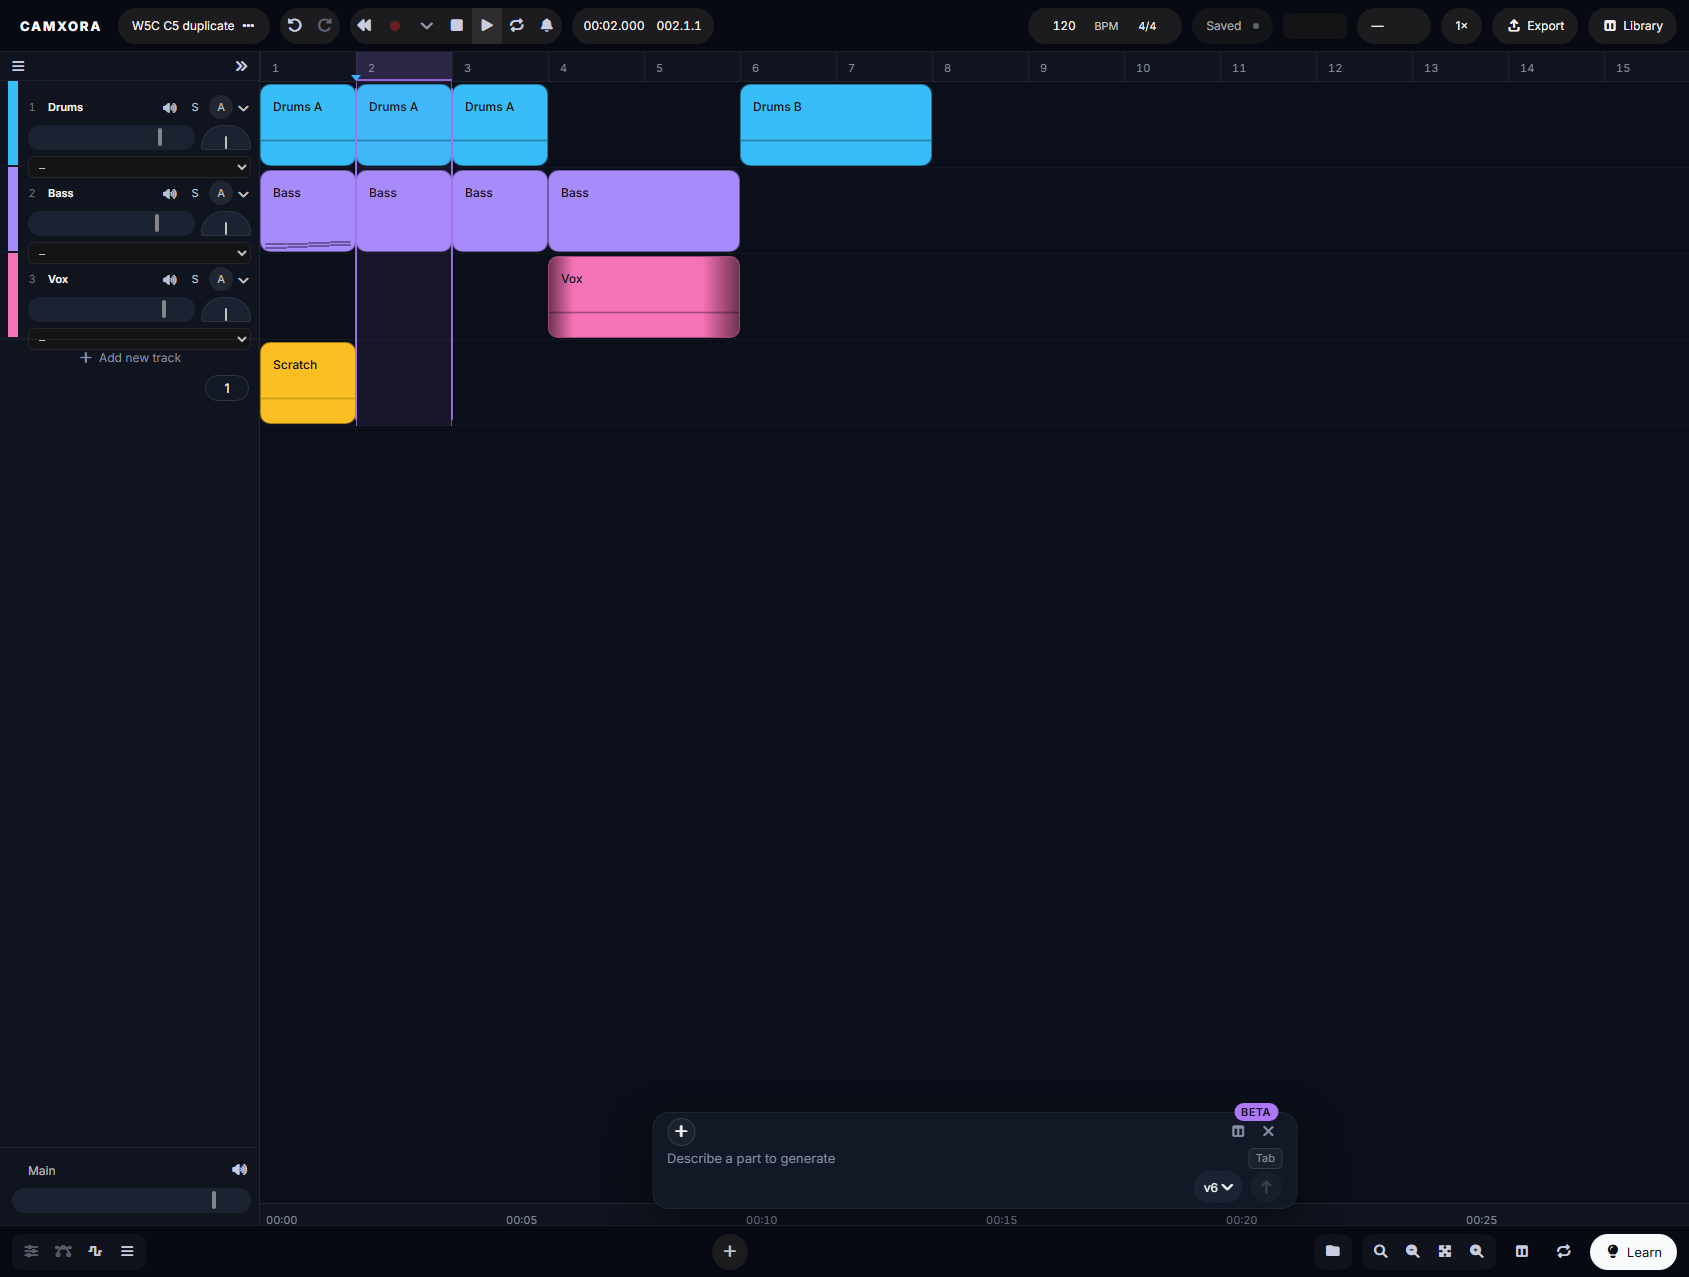 CAMXORA W5C C5 duplicate ••• 00:02.000 002.1.1 120 BPM 4/4 Saved — 1× Export Library
1 2 3 4 5 6 7 8 9 10 11 12 13 14 15
1 Drums S A
–
2 Bass S A
–
3 Vox S A
–
Add new track
1
Drums A Drums A Drums A Drums B
Bass Bass Bass Bass
Vox
Scratch
BETA
Describe a part to generate Tab
v6
Main
00:00 00:05 00:10 00:15 00:20 00:25
Learn